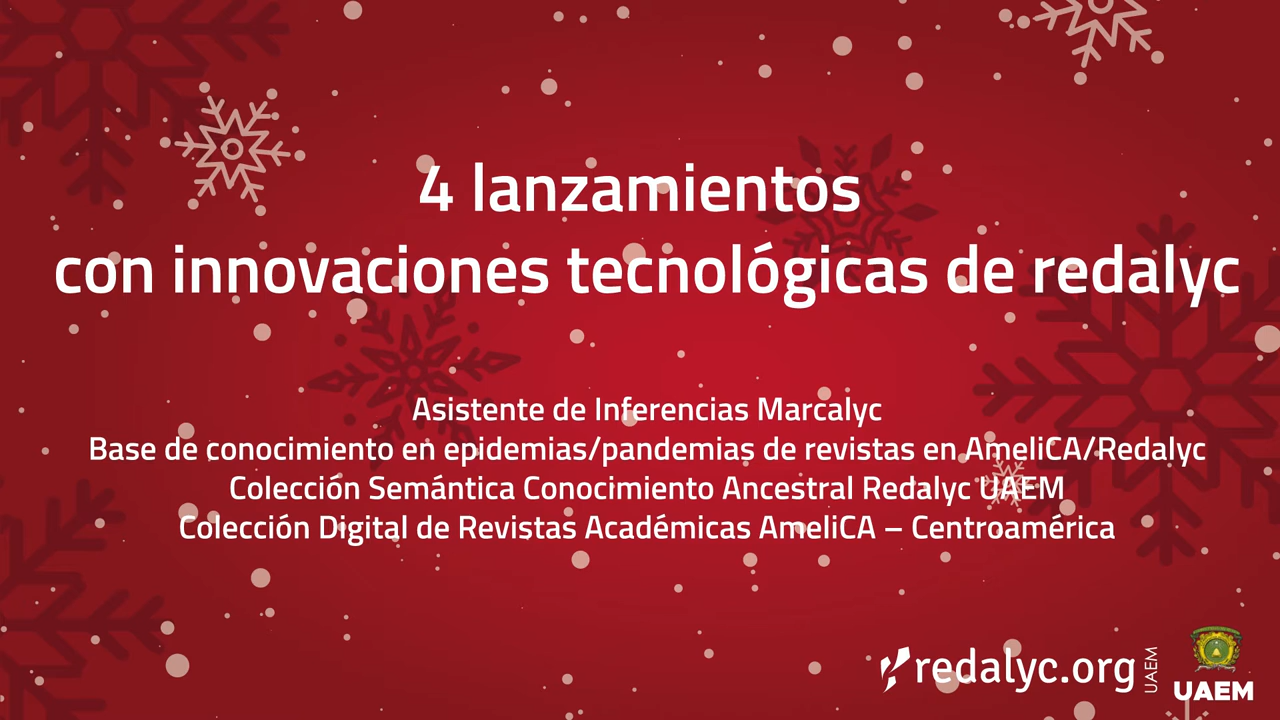 4 lanzamientos
con innovaciones tecnológicas de redalyc
Asistente de Inferencias Marcalyc
Base de conocimiento en epidemias/pandemias de revistas en AmeliCA/Redalyc
Colección Semántica Conocimiento Ancestral Redalyc UAEM
Colección Digital de Revistas Académicas AmeliCA – Centroamérica
redalyc.org
UAEM
UAEM